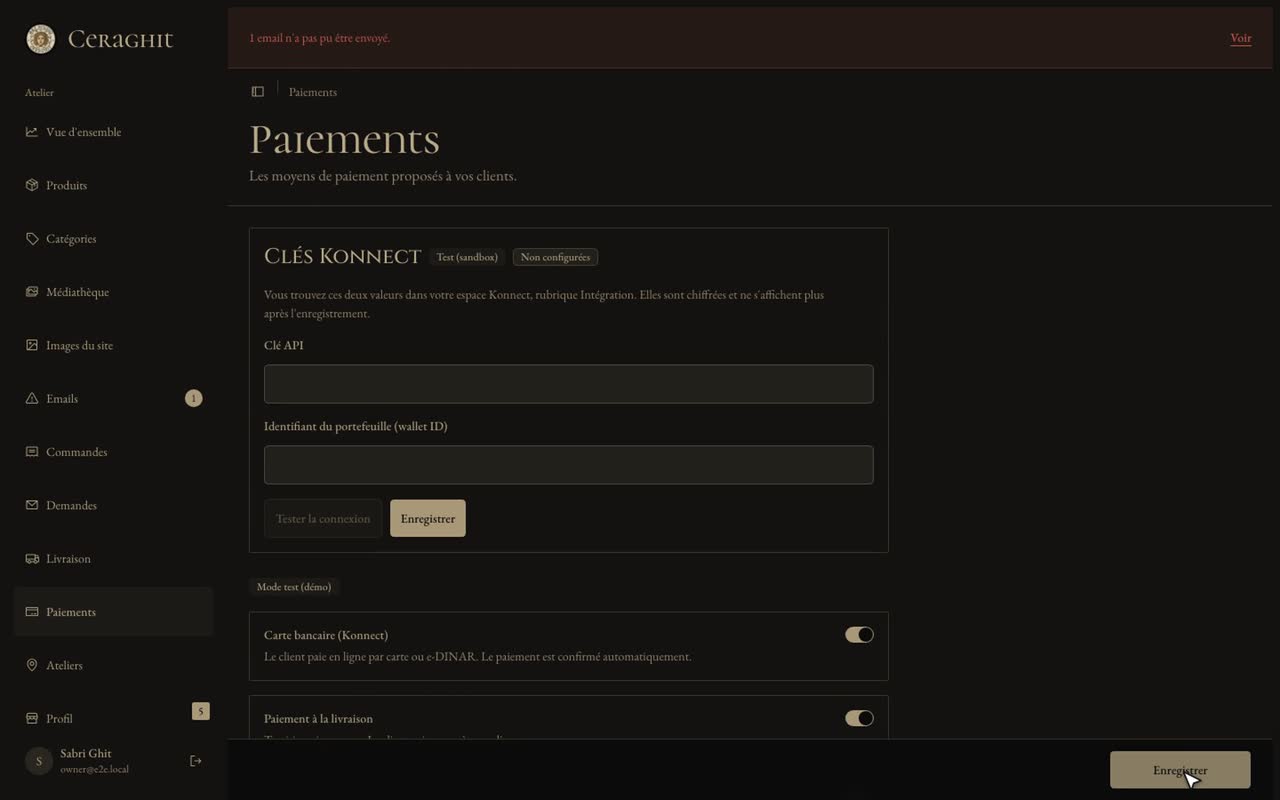 Ceraghit
Atelier
Vue d'ensemble
Produits
Catégories
Médiathèque
Images du site
Emails
1
Commandes
Demandes
Livraison
Paiements
Ateliers
Profil
5
S
Sabri Ghit
owner@e2e.local
1 email n'a pas pu être envoyé.
Voir
Paiements
Paiements
Les moyens de paiement proposés à vos clients.
Clés Konnect
Test (sandbox)
Non configurées
Vous trouvez ces deux valeurs dans votre espace Konnect, rubrique Intégration. Elles sont chiffrées et ne s'affichent plus
après l'enregistrement.
Clé API
Identifiant du portefeuille (wallet ID)
Tester la connexion
Enregistrer
Mode test (démo)
Carte bancaire (Konnect)
Le client paie en ligne par carte ou e-DINAR. Le paiement est confirmé automatiquement.
Paiement à la livraison
Enregistrer